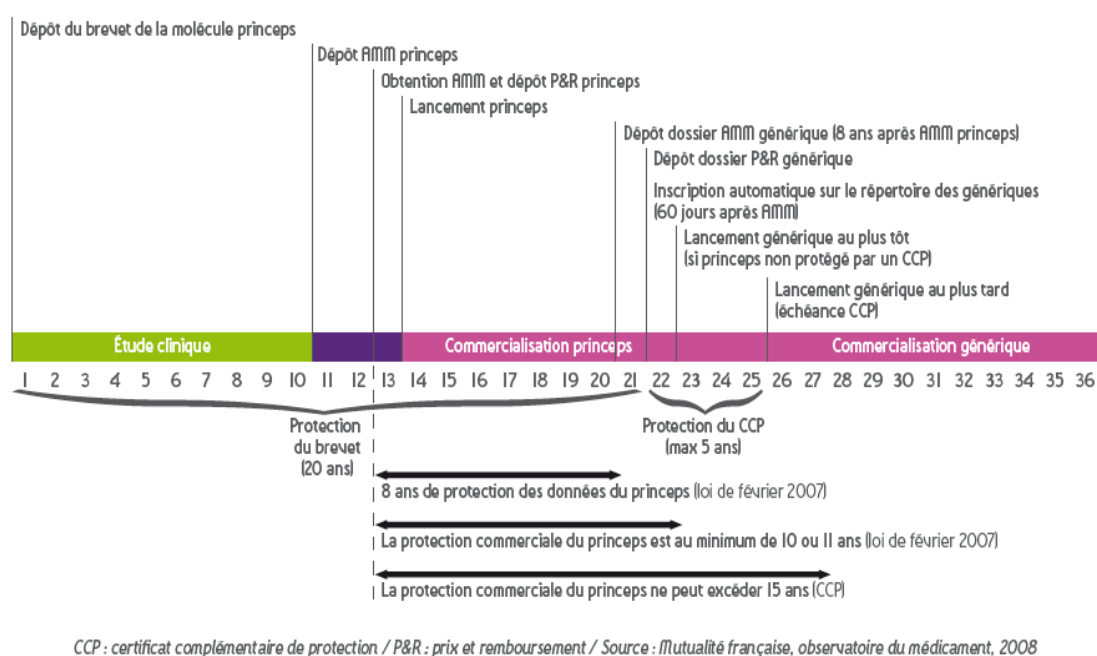 Dépôt du brevet de la molécule princeps
Dépôt AMM princeps
Obtention AMM et dépôt P&R princeps
Lancement princeps
Dépôt dossier AMM générique (8 ans après AMM princeps)
Dépôt dossier P&R générique
Inscription automatique sur le répertoire des génériques
(60 jours après AMM)
Lancement générique au plus tôt
(si princeps non protégé par un CCP)
Lancement générique au plus tard
(échéance CCP)
Étude clinique
Commercialisation princeps
Commercialisation générique
1 2 3 4 5 6 7 8 9 10 11 12 13 14 15 16 17 18 19 20 21 22 23 24 25 26 27 28 29 30 31 32 33 34 35 36
Protection
du brevet
(20 ans)
Protection du CCP
(max 5 ans)
8 ans de protection des données du princeps (loi de février 2007)
La protection commerciale du princeps est au minimum de 10 ou 11 ans (loi de février 2007)
La protection commerciale du princeps ne peut excéder 15 ans (CCP)
CCP : certificat complémentaire de protection / P&R : prix et remboursement / Source : Mutualité française, observatoire du médicament, 2008